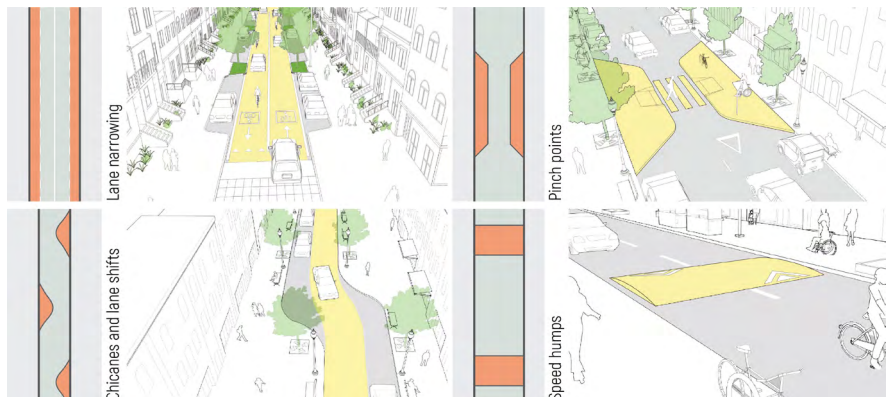 Lane narrowing
Pinch points
Chicanes and lane shifts
Speed humps